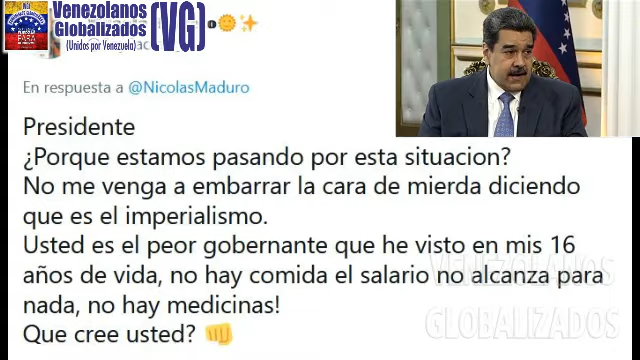 Venezolanos
Globalizados
(Unidos por Venezuela)
(VG)
En respuesta a @NicolasMaduro
Presidente
¿Porque estamos pasando por esta situacion?
No me venga a embarrar la cara de mierda diciendo
que es el imperialismo.
Usted es el peor gobernante que he visto en mis 16
años de vida, no hay comida el salario no alcanza para
nada, no hay medicinas!
Que cree usted? 👊
VENEZOLANOS
GLOBALIZADOS